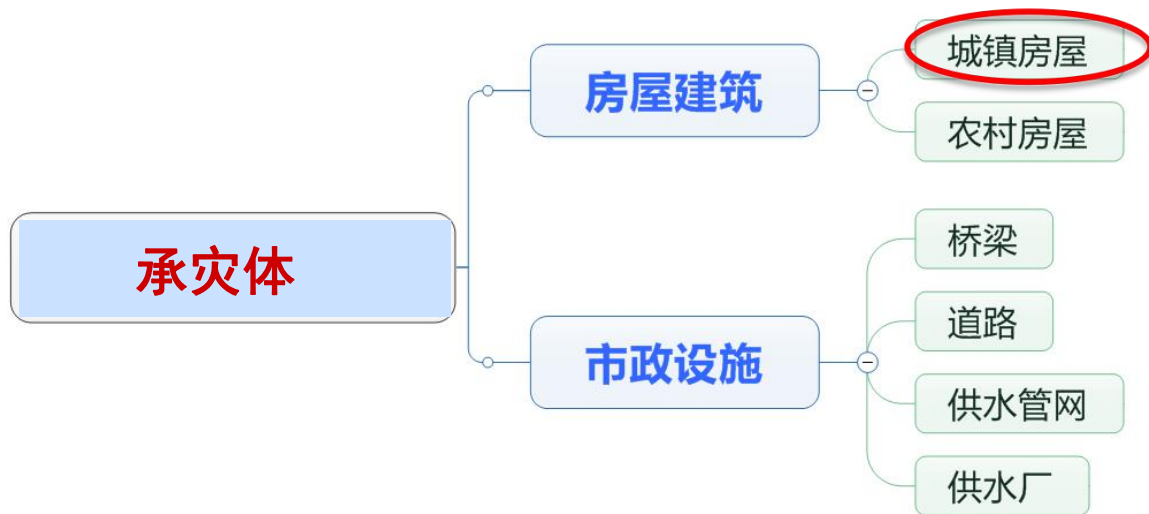 承灾体
房屋建筑
城镇房屋
农村房屋
市政设施
桥梁
道路
供水管网
供水厂